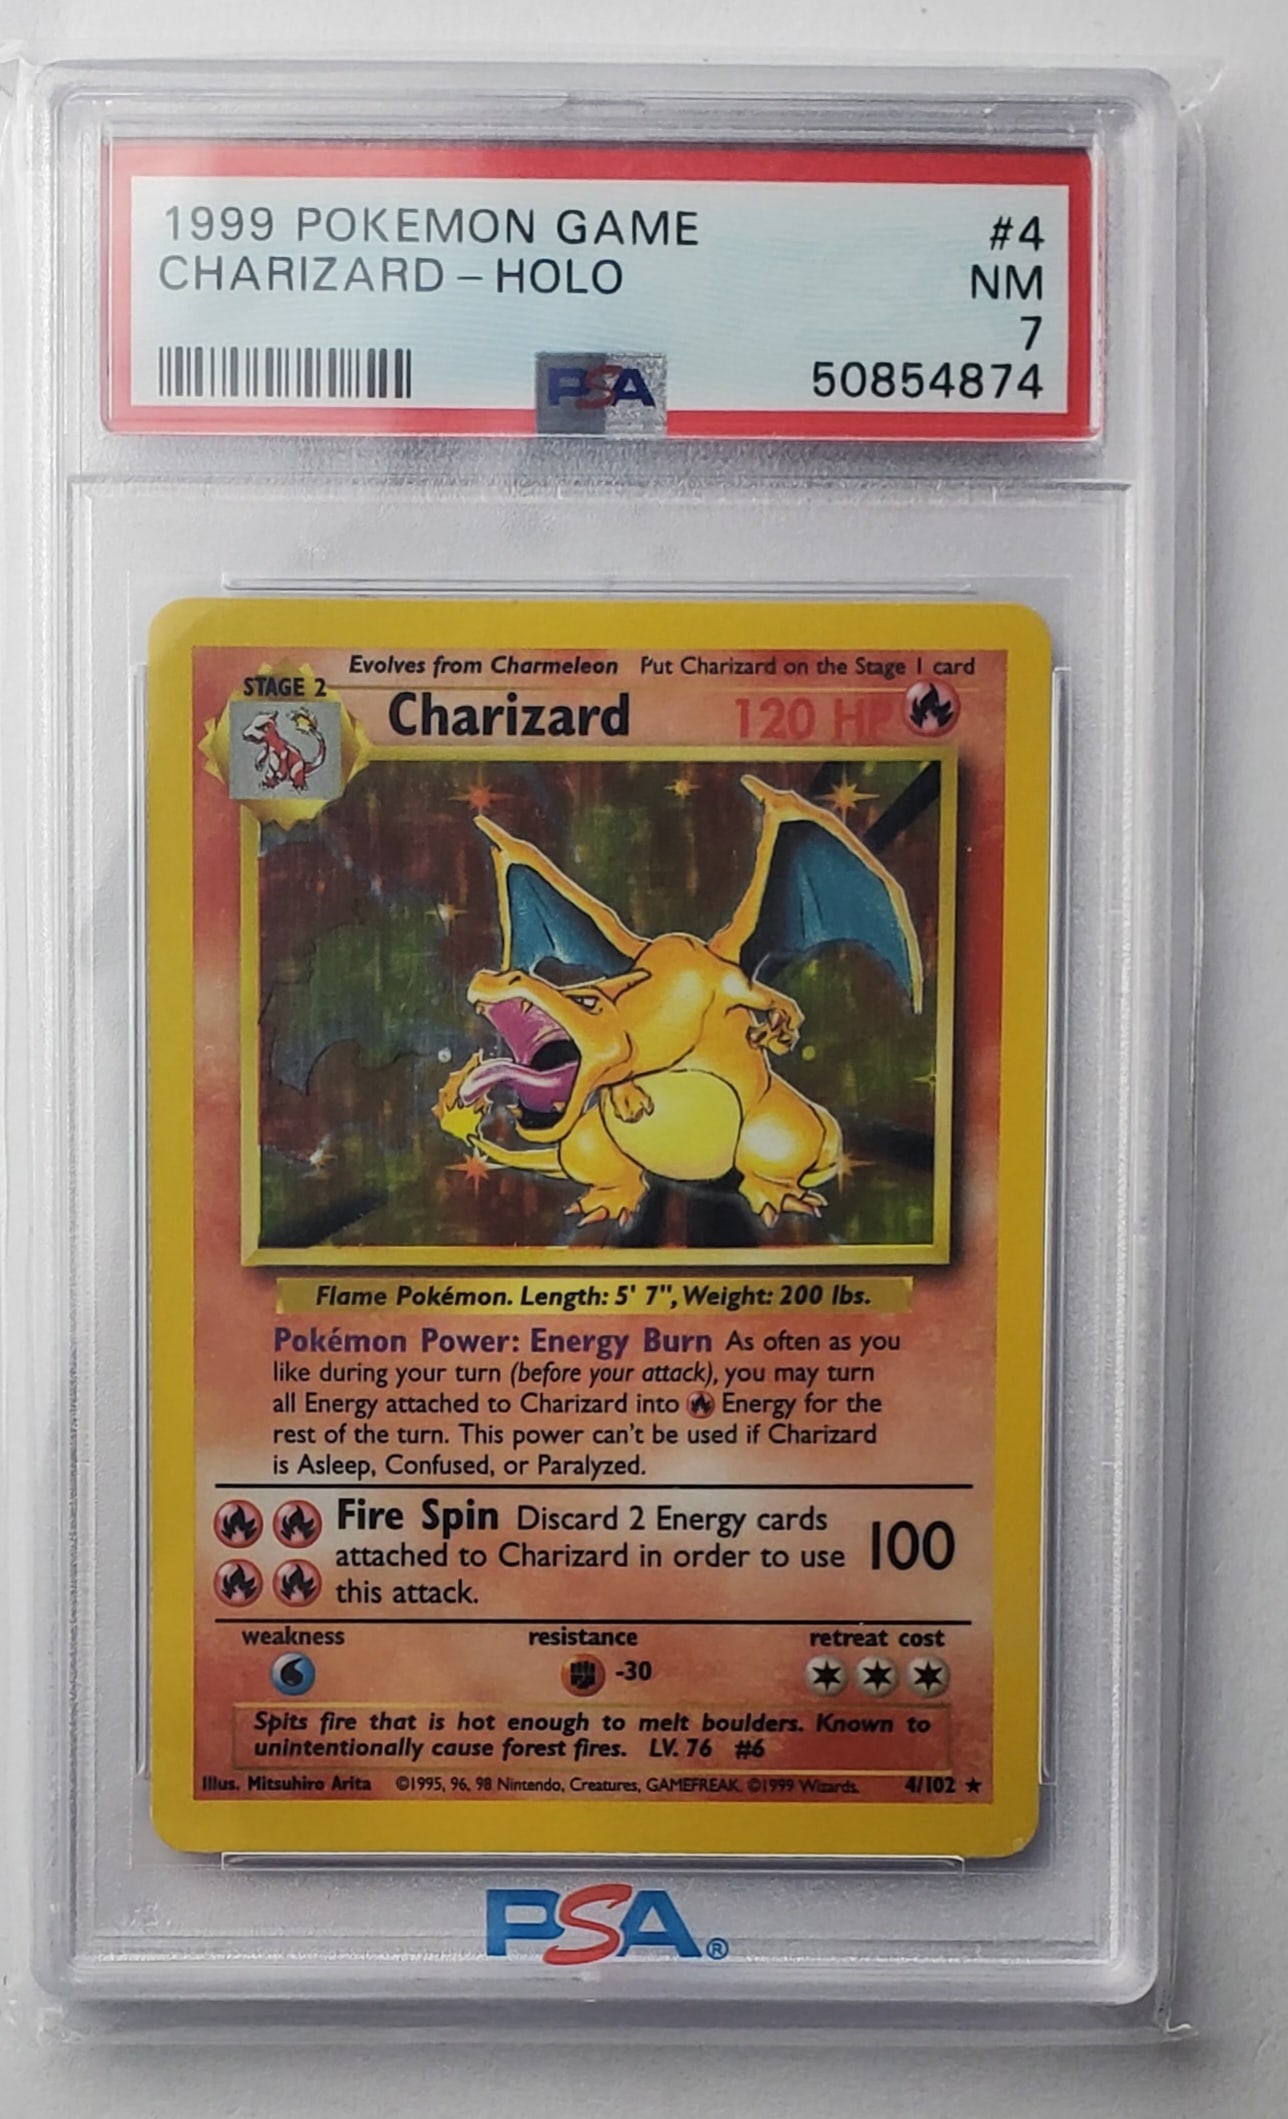 1999 POKEMON GAME #4
CHARIZARD – HOLO NM
7
PSA 50854874
Evolves from Charmeleon Put Charizard on the Stage 1 card
STAGE 2
Charizard 120 HP
Flame Pokémon. Length: 5' 7", Weight: 200 lbs.
Pokémon Power: Energy Burn As often as you
like during your turn (before your attack), you may turn
all Energy attached to Charizard into Energy for the
rest of the turn. This power can't be used if Charizard
is Asleep, Confused, or Paralyzed.
Fire Spin Discard 2 Energy cards
attached to Charizard in order to use 100
this attack.
weakness resistance retreat cost
-30
Spits fire that is hot enough to melt boulders. Known to
unintentionally cause forest fires. LV. 76 #6
Illus. Mitsuhiro Arita ©1995, 96, 98 Nintendo, Creatures, GAMEFREAK. ©1999 Wizards. 4/102 ★
PSA®